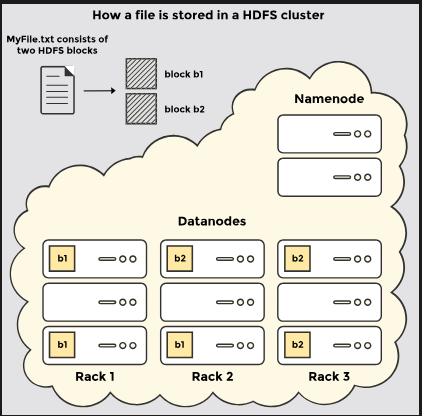 How a file is stored in a HDFS cluster
MyFile.txt consists of
two HDFS blocks
block b1
block b2
Namenode
Datanodes
b1
b2
b2
b1
b1
b2
Rack 1
Rack 2
Rack 3